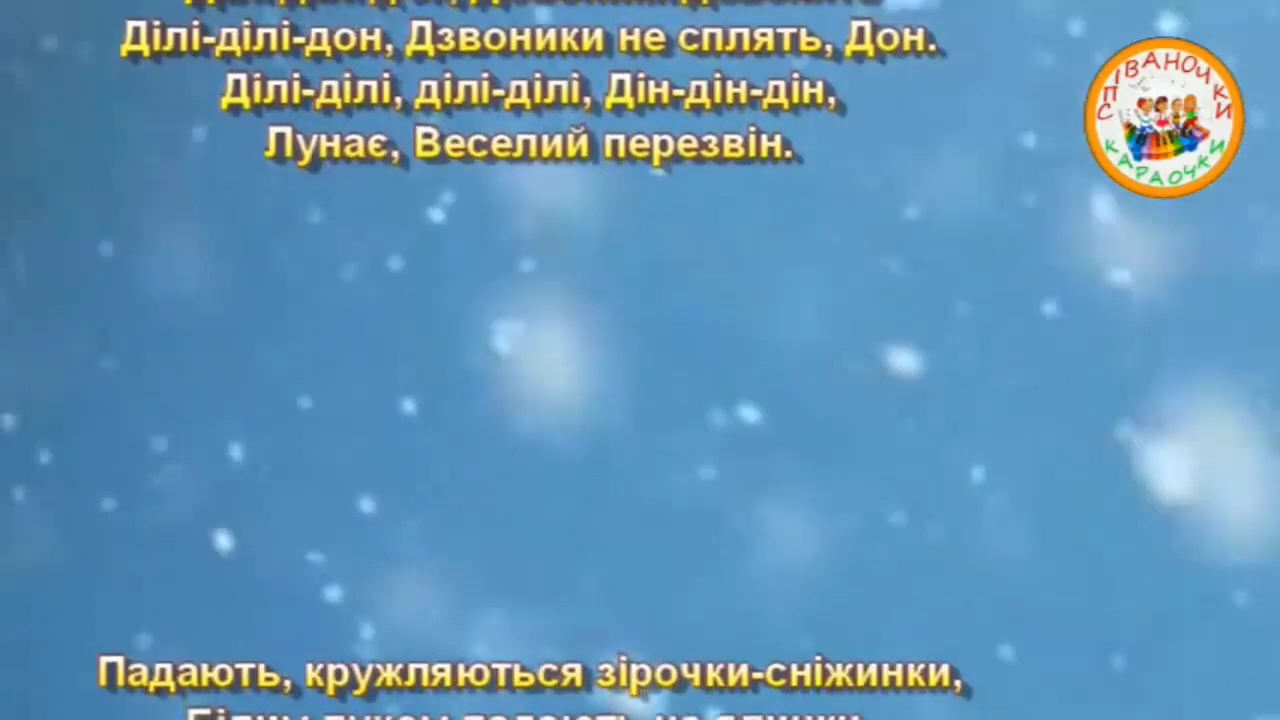 Ділі-ділі-дон, Дзвоники не сплять, Дон.
Ділі-ділі, ділі-ділі, Дін-дін-дін,
Лунає, Веселий перезвін.
СПІВАНОЧКИ
КАРАОЧКИ
Падають, кружляються зірочки-сніжинки,